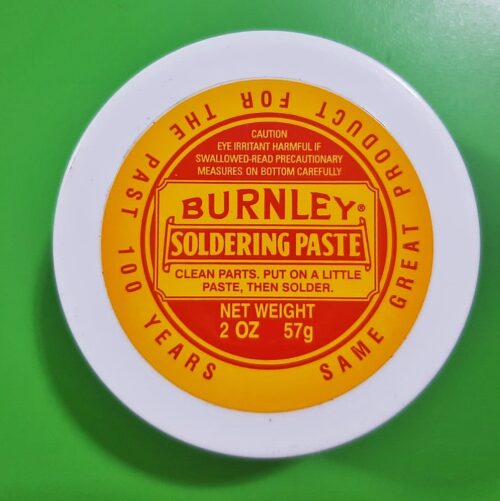 SAME GREAT PRODUCT FOR THE PAST 100 YEARS
CAUTION
EYE IRRITANT HARMFUL IF
SWALLOWED-READ PRECAUTIONARY
MEASURES ON BOTTOM CAREFULLY
BURNLEY®
SOLDERING PASTE
CLEAN PARTS. PUT ON A LITTLE
PASTE, THEN SOLDER.
NET WEIGHT
2 OZ 57g